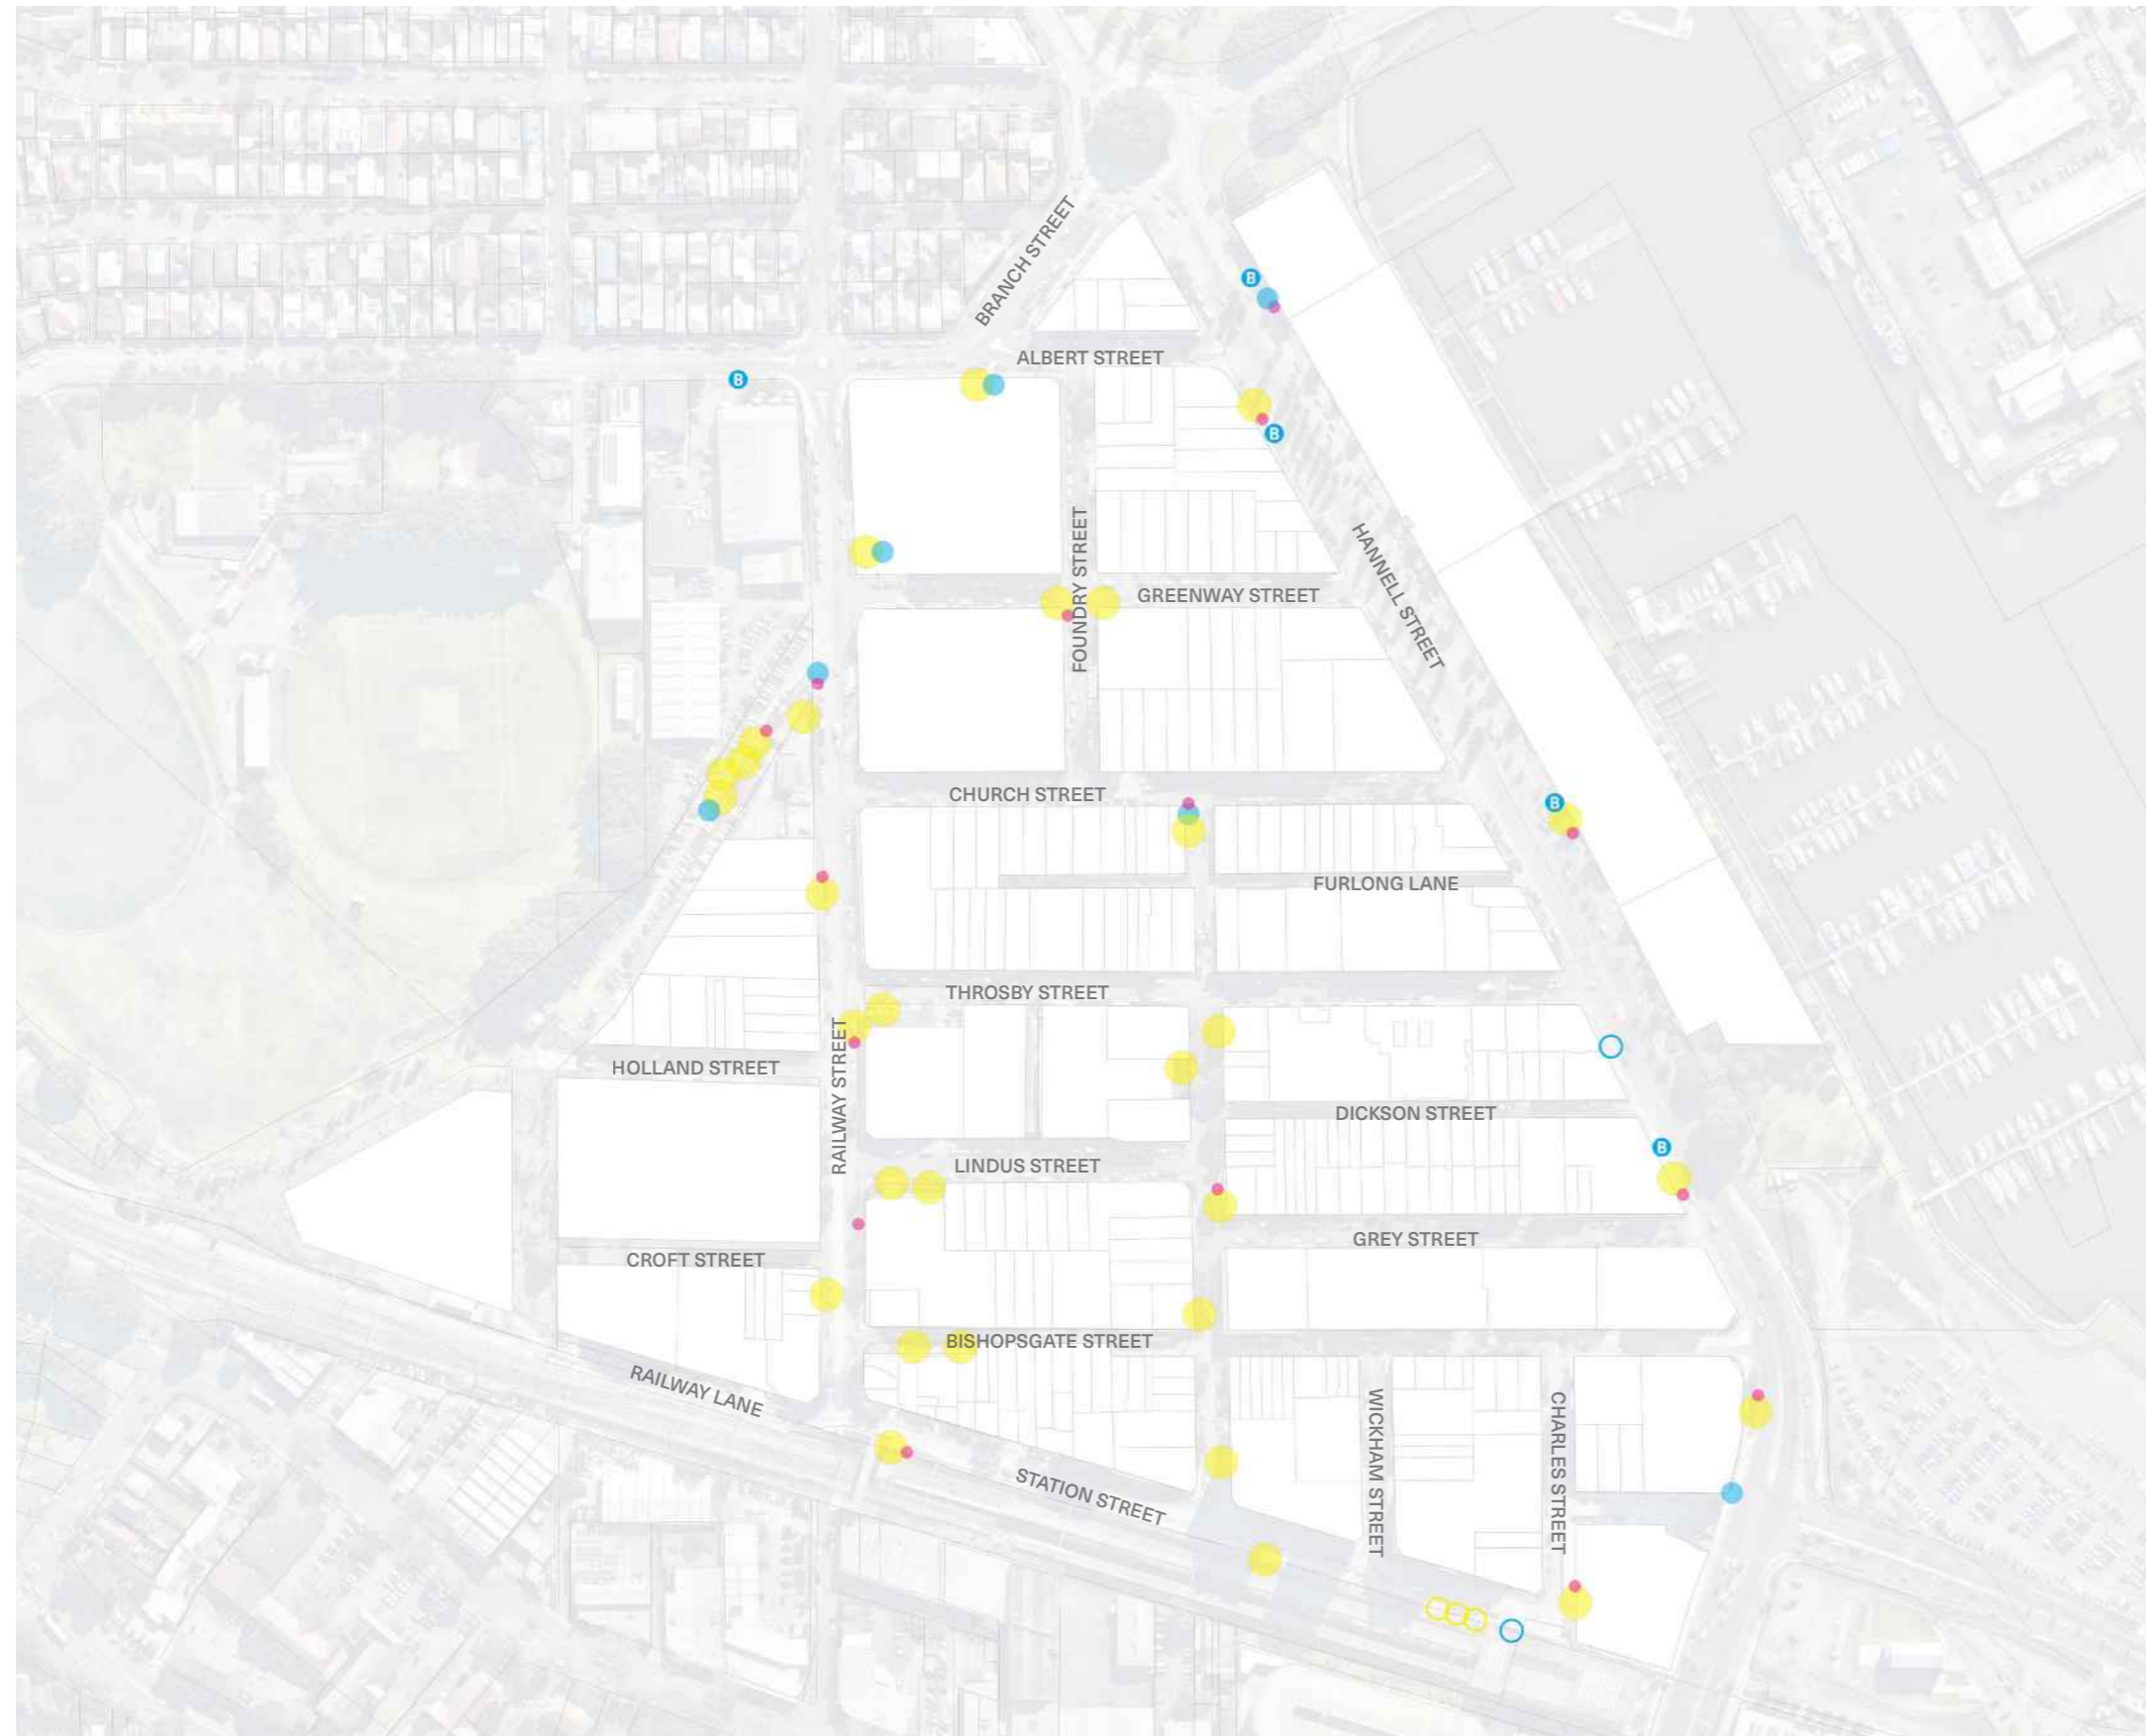 BRANCH STREET
B
ALBERT STREET
B
B
FOUNDRY STREET
HANNELL STREET
GREENWAY STREET
CHURCH STREET
B
FURLONG LANE
THROSBY STREET
RAILWAY STREET
HOLLAND STREET
DICKSON STREET
B
LINDUS STREET
GREY STREET
CROFT STREET
BISHOPSGATE STREET
RAILWAY LANE
WICKHAM STREET
CHARLES STREET
STATION STREET